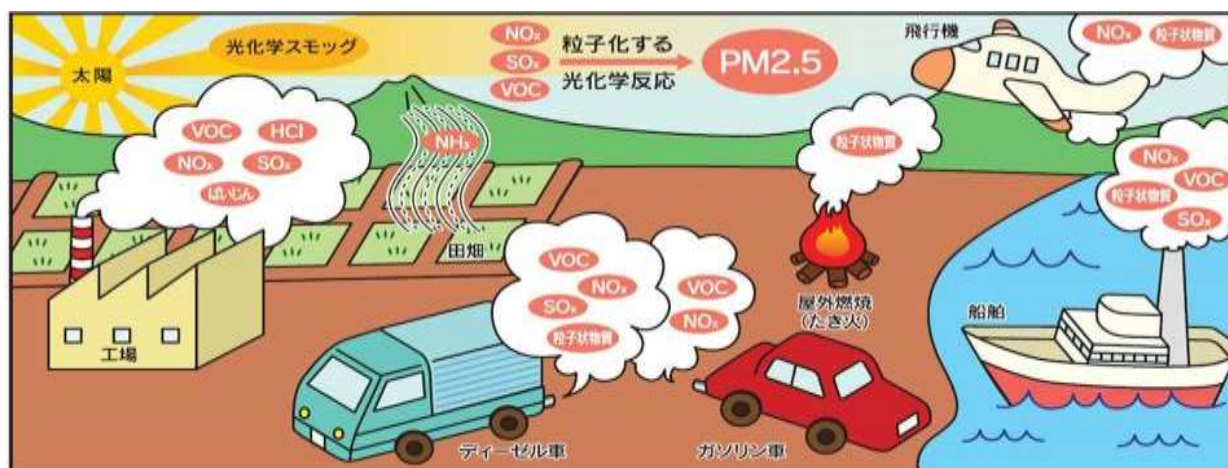 太陽
光化学スモッグ
NOx
SOx
VOC
粒子化する
光化学反応
PM2.5
飛行機
NOx
粒子状物質
VOC
HCl
NOx
SOx
ばいじん
NH₃
田畑
粒子状物質
屋外燃焼
(たき火)
NOx
VOC
粒子状物質
SOx
船舶
工場
VOC
NOx
SOx
粒子状物質
ディーゼル車
VOC
NOx
ガソリン車